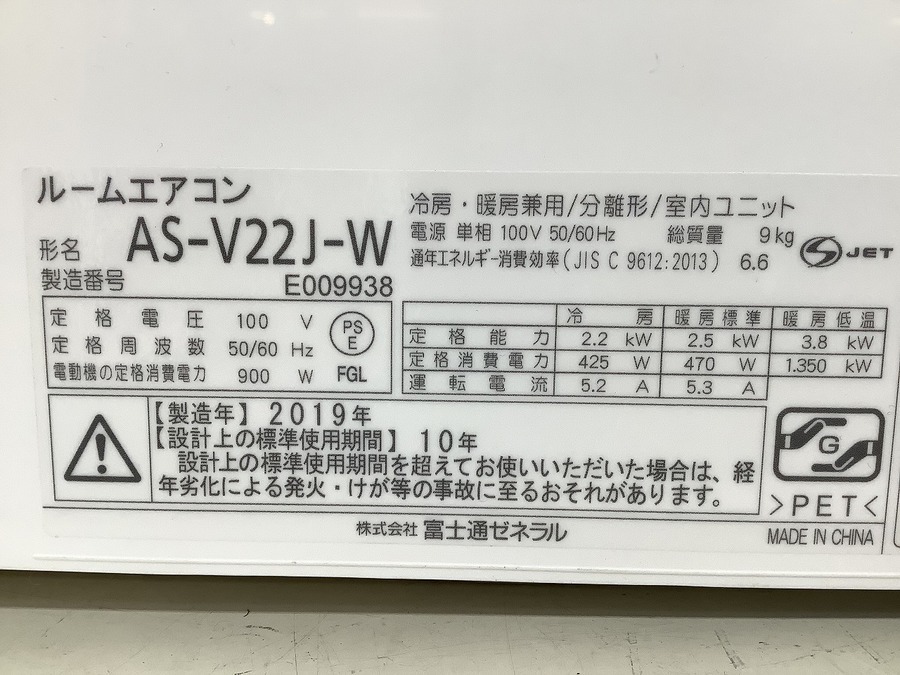 ルームエアコン
形名 AS-V22J-W
製造番号 E009938
冷房・暖房兼用/分離形/室内ユニット
電源 単相 100V 50/60Hz 総質量 9kg
通年エネルギー消費効率(JIS C 9612:2013) 6.6
JET
定格電圧 100 V
定格周波数 50/60 Hz
電動機の定格消費電力 900 W
PS
E
FGL
冷房 暖房標準 暖房低温
定格能力 2.2 kW 2.5 kW 3.8 kW
定格消費電力 425 W 470 W 1.350 kW
運転電流 5.2 A 5.3 A
【製造年】2019年
【設計上の標準使用期間】10年
設計上の標準使用期間を超えてお使いいただいた場合は、経
年劣化による発火・けが等の事故に至るおそれがあります。
G
>PET<
株式会社 富士通ゼネラル
MADE IN CHINA